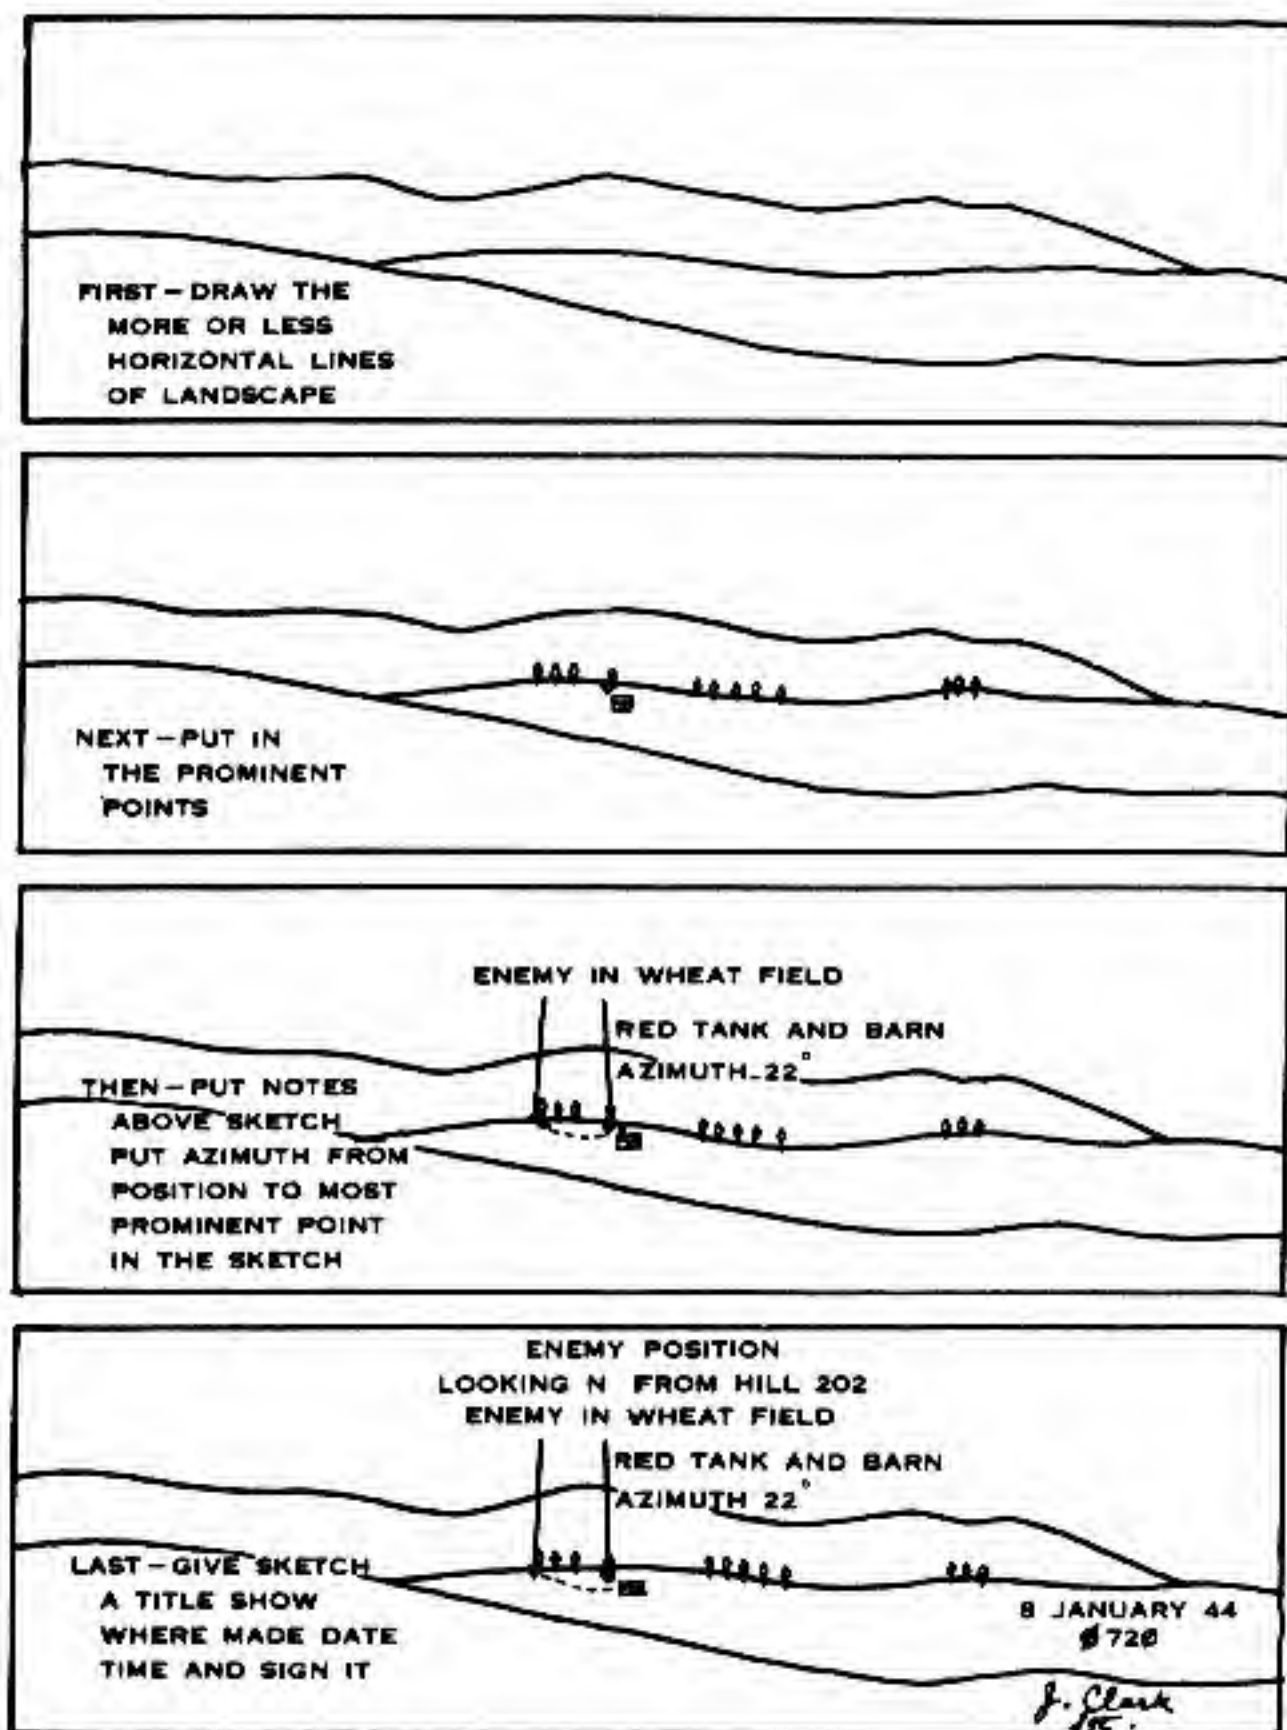 FIRST – DRAW THE
MORE OR LESS
HORIZONTAL LINES
OF LANDSCAPE
NEXT – PUT IN
THE PROMINENT
POINTS
ENEMY IN WHEAT FIELD
RED TANK AND BARN
AZIMUTH-22°
THEN – PUT NOTES
ABOVE SKETCH
PUT AZIMUTH FROM
POSITION TO MOST
PROMINENT POINT
IN THE SKETCH
ENEMY POSITION
LOOKING N FROM HILL 202
ENEMY IN WHEAT FIELD
RED TANK AND BARN
AZIMUTH 22°
LAST – GIVE SKETCH
A TITLE SHOW
WHERE MADE DATE
TIME AND SIGN IT
8 JANUARY 44
Ø72Ø
J. Clark